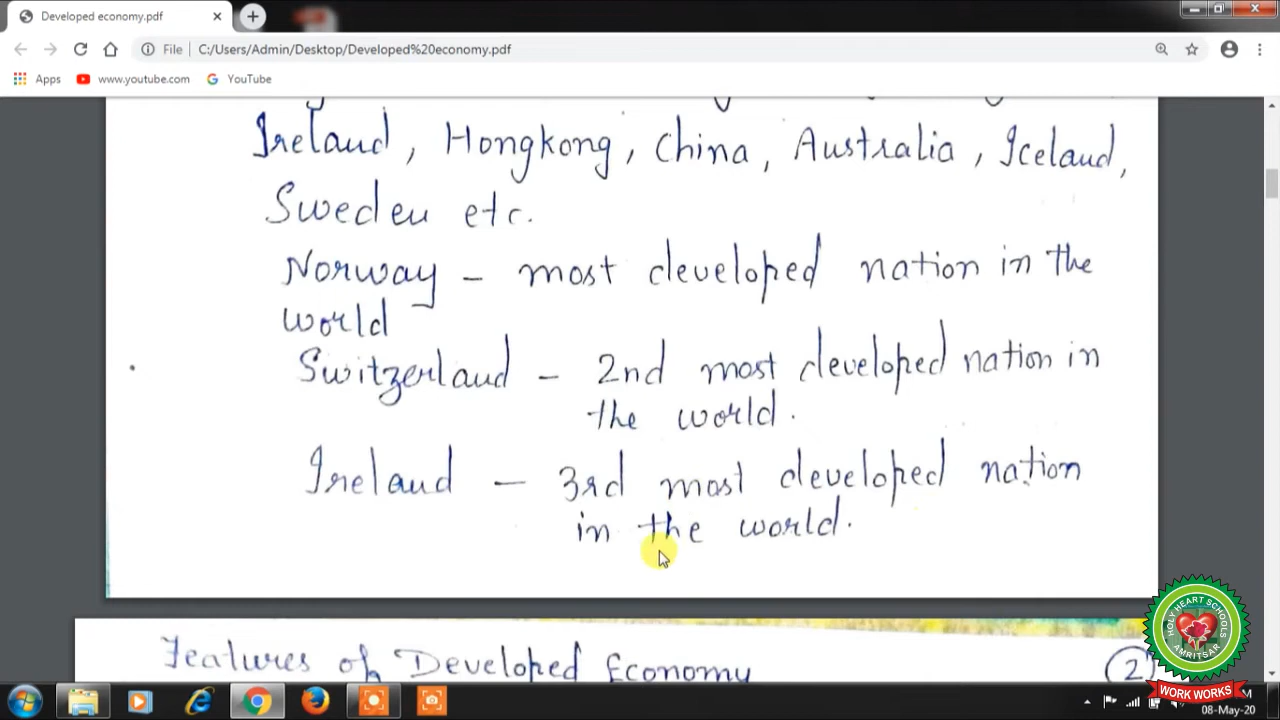 Developed economy.pdf
File | C:/Users/Admin/Desktop/Developed%20economy.pdf
Apps www.youtube.com YouTube
Ireland, Hongkong, China, Australia, Iceland,
Sweden etc.
Norway - most developed nation in the
world
Switzerland - 2nd most developed nation in
the world.
Ireland - 3rd most developed nation
in the world.
Features of Developed Economy
2
HOLY HEART SCHOOLS
AMRITSAR
WORK WORKS
08-May-20